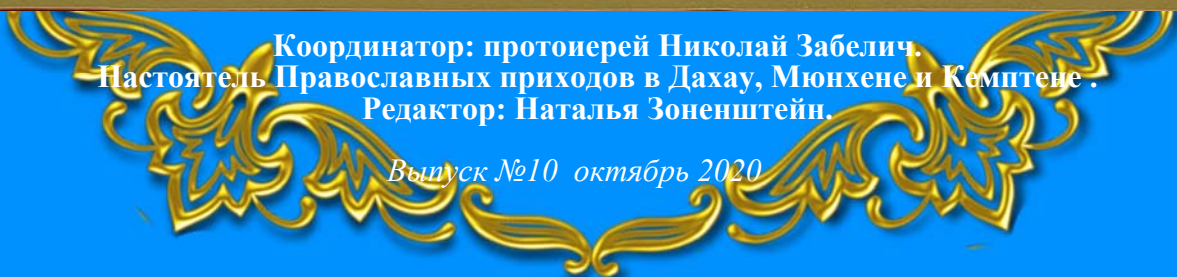 Координатор: протоиерей Николай Забелич.
Настоятель Православных приходов в Дахау, Мюнхене и Кемптене .
Редактор: Наталья Зоненштейн.
Выпуск №10 октябрь 2020